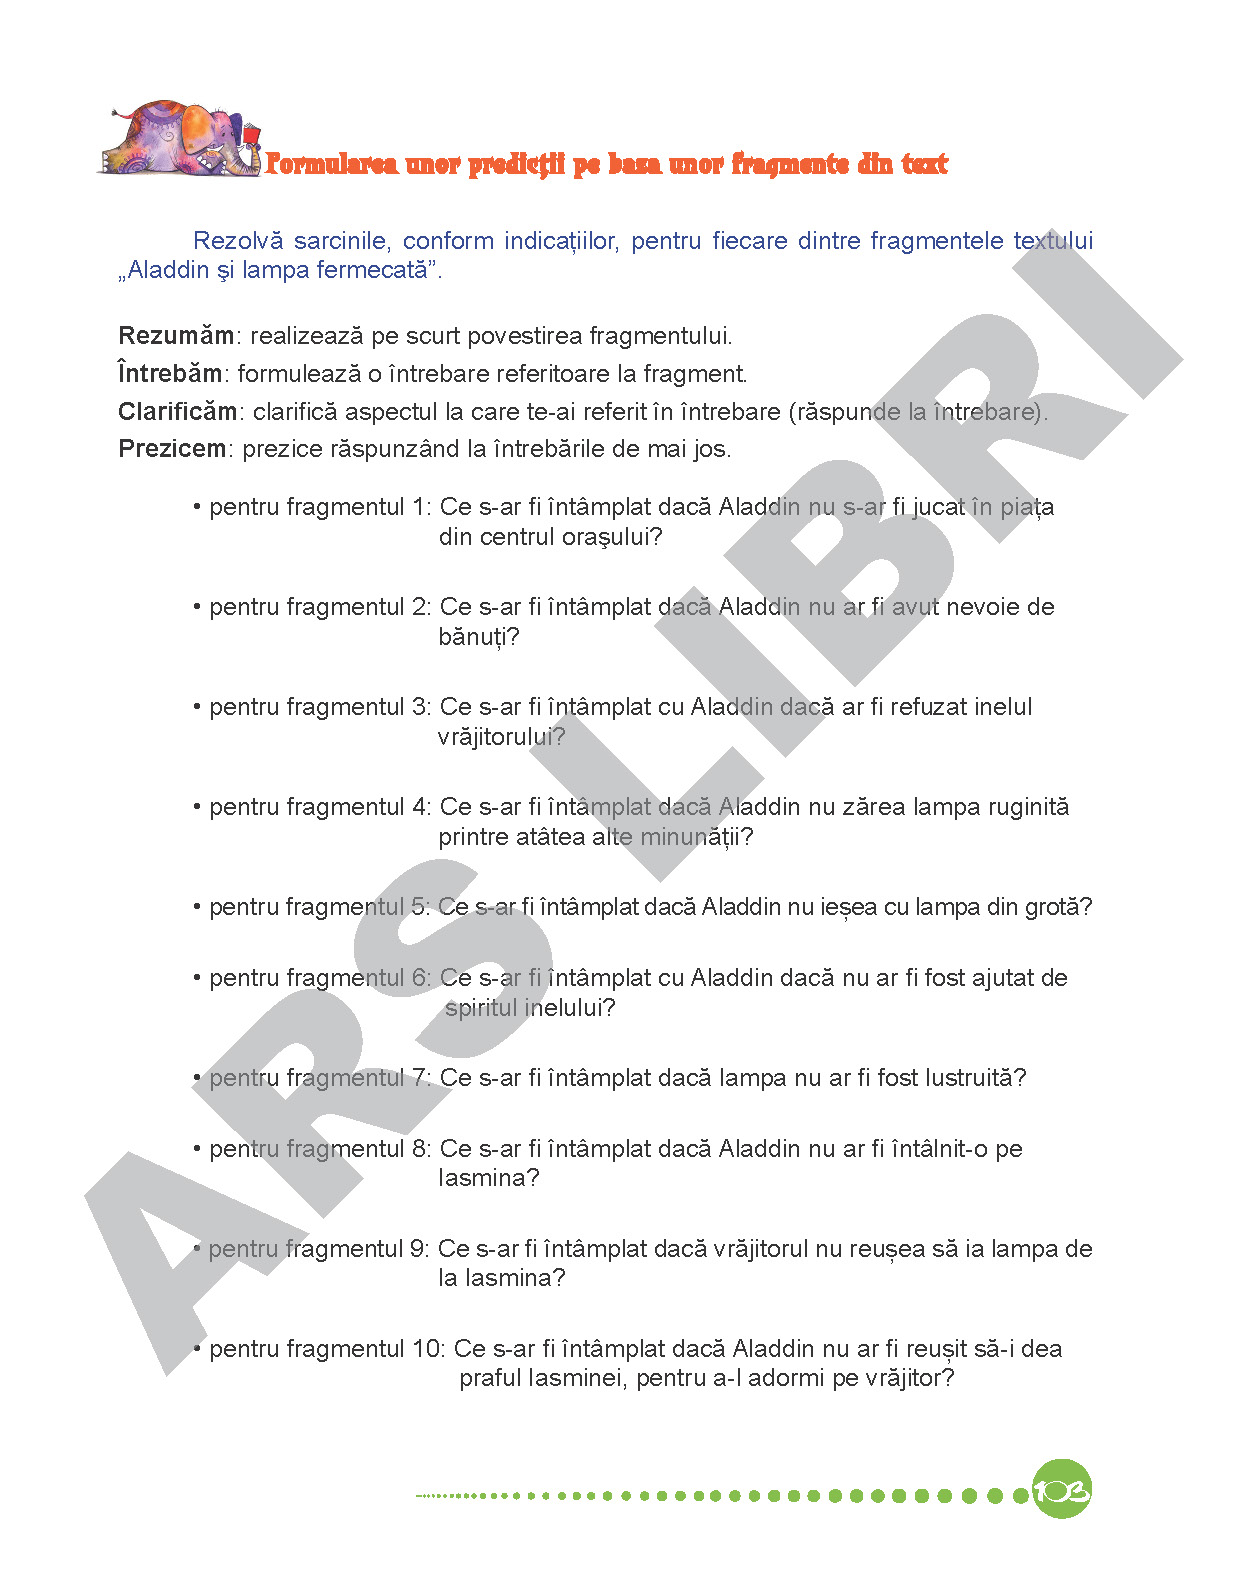 Formularea unor predicții pe baza unor fragmente din text
Rezolvă sarcinile, conform indicațiilor, pentru fiecare dintre fragmentele textului
„Aladdin şi lampa fermecată”.
Rezumăm: realizează pe scurt povestirea fragmentului.
Întrebăm: formulează o întrebare referitoare la fragment.
Clarificăm: clarifică aspectul la care te-ai referit în întrebare (răspunde la întrebare).
Prezicem: prezice răspunzând la întrebările de mai jos.
• pentru fragmentul 1: Ce s-ar fi întâmplat dacă Aladdin nu s-ar fi jucat în piața
din centrul oraşului?
• pentru fragmentul 2: Ce s-ar fi întâmplat dacă Aladdin nu ar fi avut nevoie de
bănuți?
• pentru fragmentul 3: Ce s-ar fi întâmplat cu Aladdin dacă ar fi refuzat inelul
vrăjitorului?
• pentru fragmentul 4: Ce s-ar fi întâmplat dacă Aladdin nu zărea lampa ruginită
printre atâtea alte minunății?
• pentru fragmentul 5: Ce s-ar fi întâmplat dacă Aladdin nu ieșea cu lampa din grotă?
• pentru fragmentul 6: Ce s-ar fi întâmplat cu Aladdin dacă nu ar fi fost ajutat de
spiritul inelului?
• pentru fragmentul 7: Ce s-ar fi întâmplat dacă lampa nu ar fi fost lustruită?
• pentru fragmentul 8: Ce s-ar fi întâmplat dacă Aladdin nu ar fi întâlnit-o pe
Iasmina?
• pentru fragmentul 9: Ce s-ar fi întâmplat dacă vrăjitorul nu reușea să ia lampa de
la Iasmina?
• pentru fragmentul 10: Ce s-ar fi întâmplat dacă Aladdin nu ar fi reușit să-i dea
praful Iasminei, pentru a-l adormi pe vrăjitor?
ARS LIBRI
103